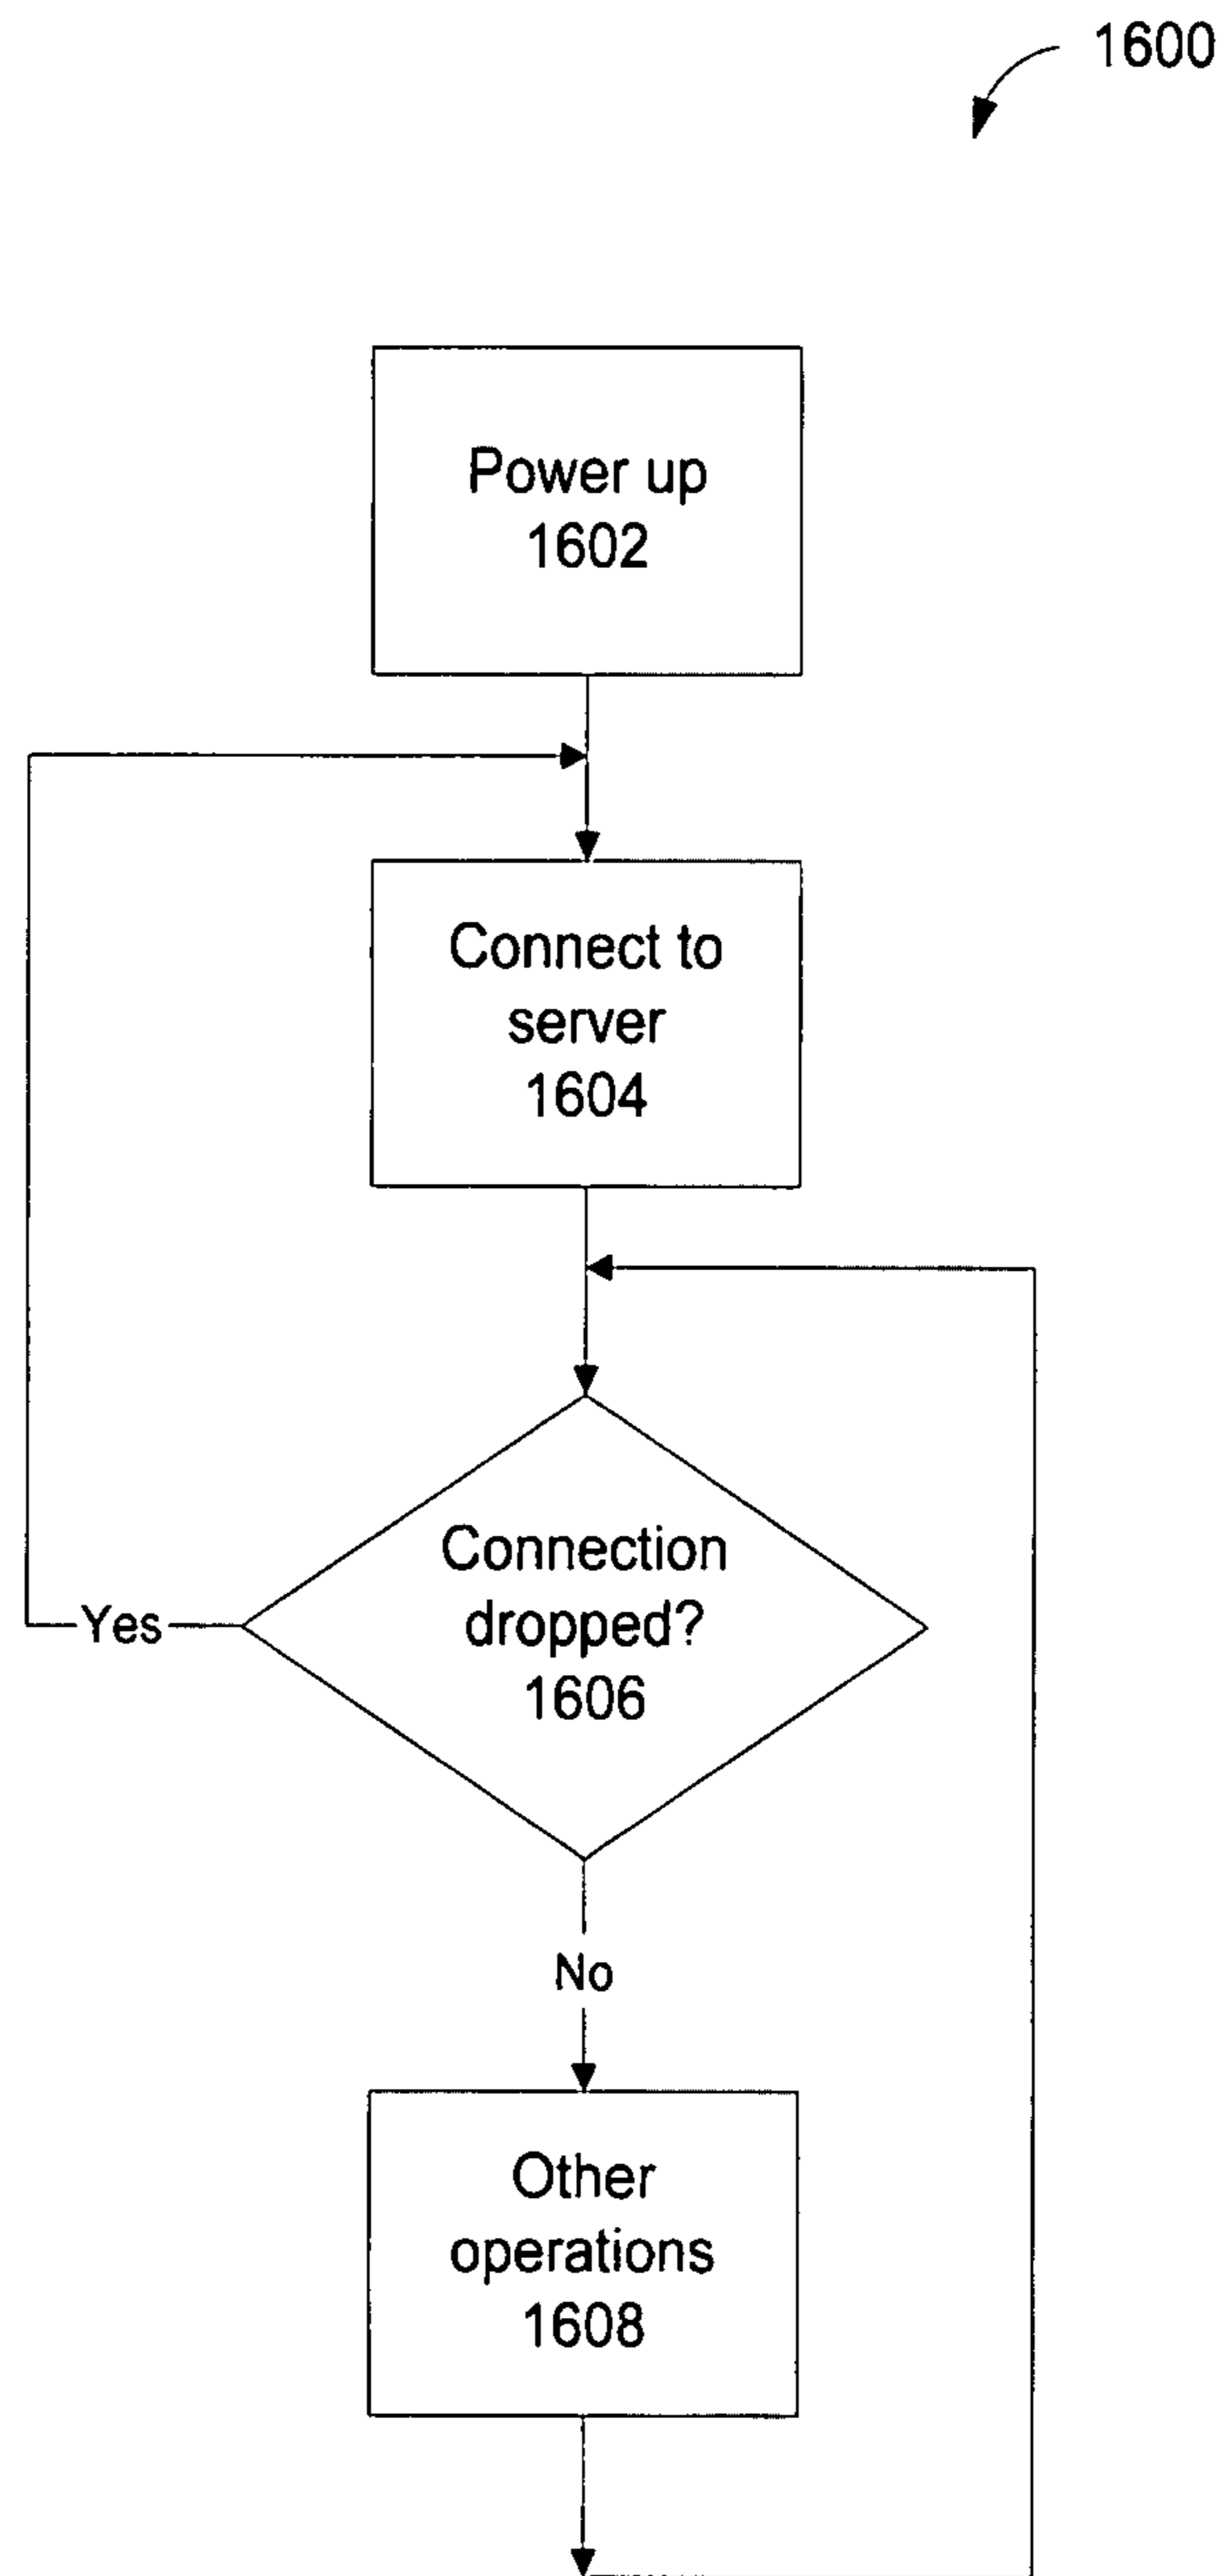 1600
Power up
1602
Connect to
server
1604
Connection
dropped?
1606
Yes
No
Other
operations
1608